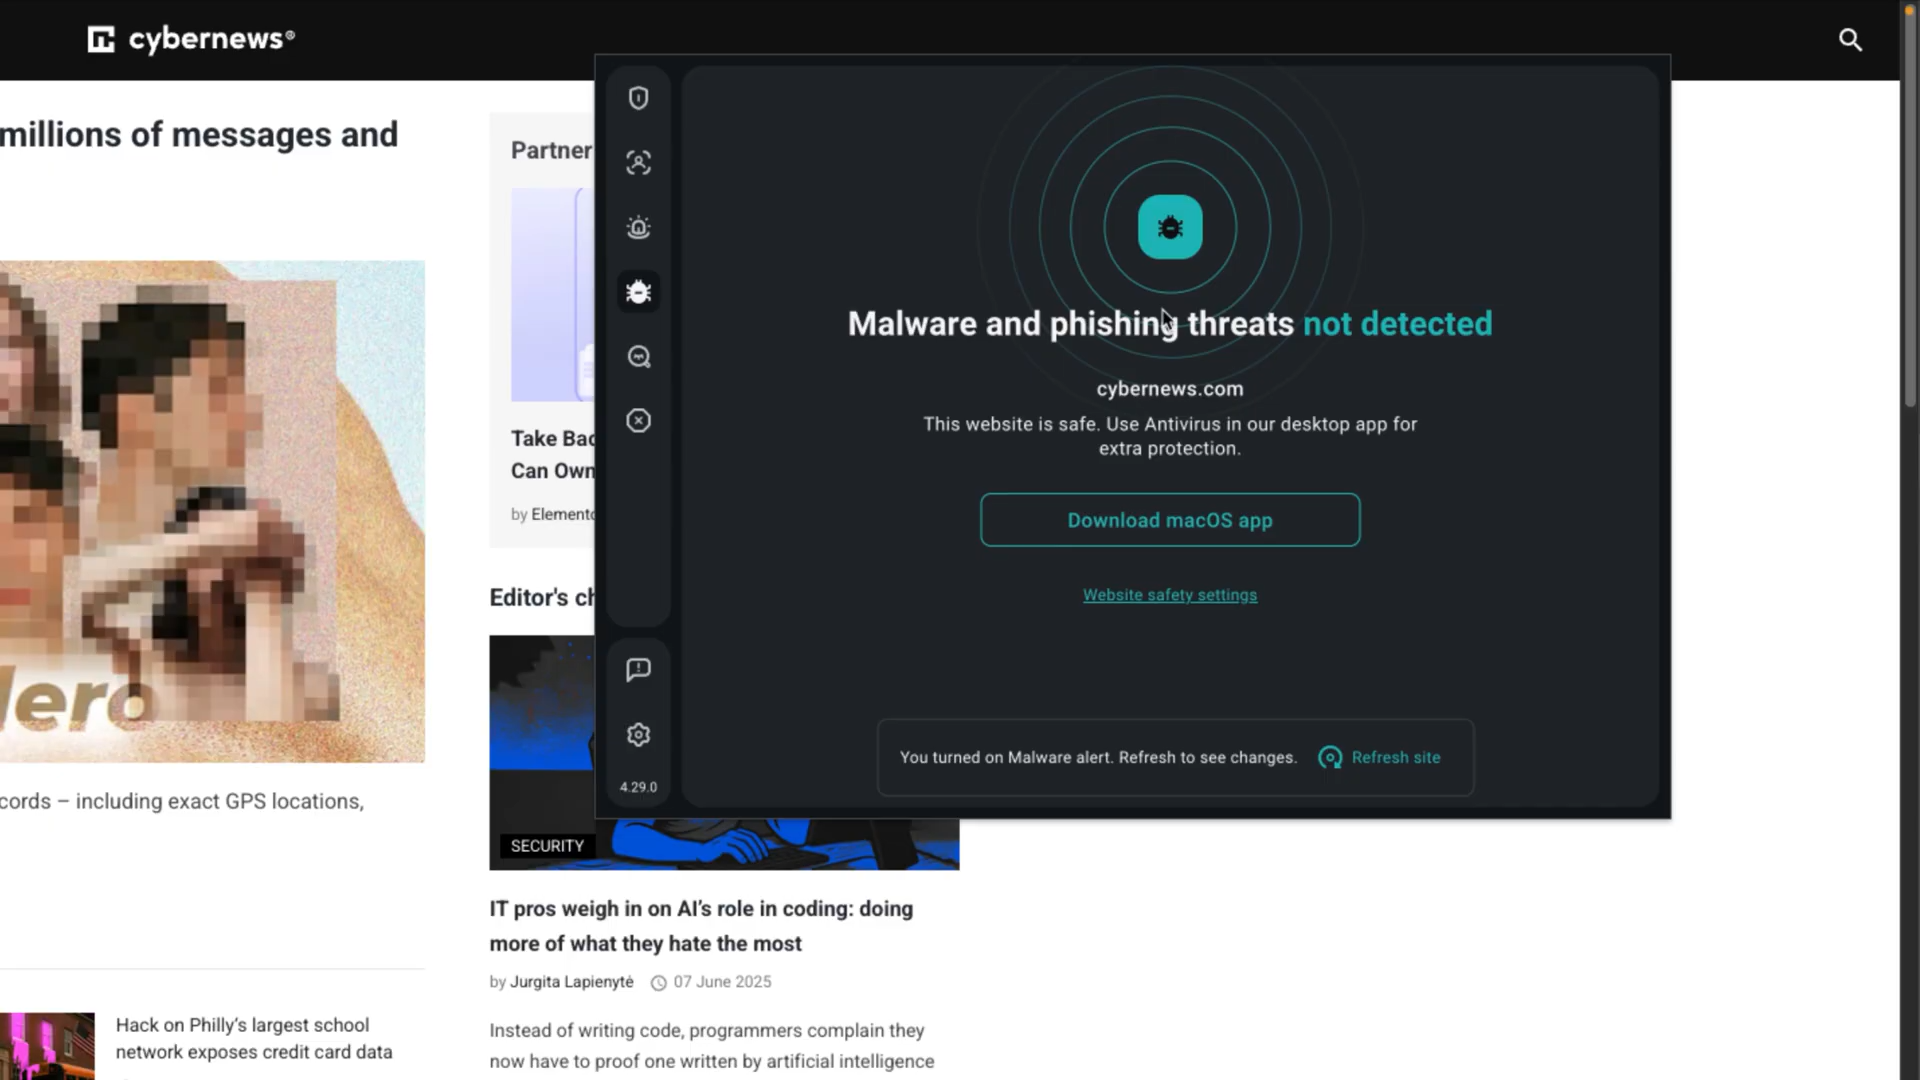 cybernews®
millions of messages and
Partner
Take Bac
Can Own
by Elemento
Editor's ch
Malware and phishing threats not detected
cybernews.com
This website is safe. Use Antivirus in our desktop app for
extra protection.
Download macOS app
Website safety settings
You turned on Malware alert. Refresh to see changes. Refresh site
4.29.0
lero
cords – including exact GPS locations,
SECURITY
IT pros weigh in on AI's role in coding: doing
more of what they hate the most
by Jurgita Lapienytė 07 June 2025
Instead of writing code, programmers complain they
now have to proof one written by artificial intelligence
Hack on Philly's largest school
network exposes credit card data